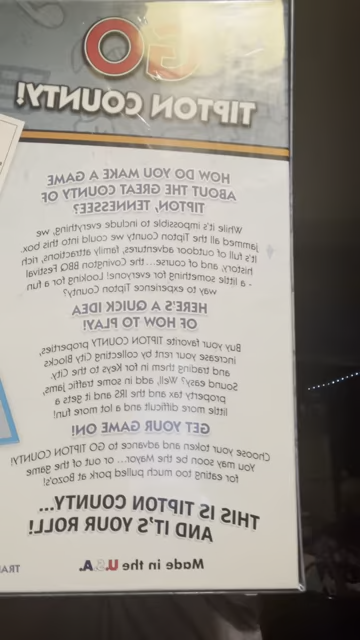 GO
TIPTON COUNTY!
HOW DO YOU MAKE A GAME
ABOUT THE GREAT COUNTY OF
TIPTON, TENNESSEE?
While it's impossible to include everything, we
jammed all the Tipton County we could into this box.
It's full of outdoor adventures, family attractions, rich
history, and of course...the Covington BBQ Festival
- a little something for everyone! Looking for a fun
way to experience Tipton County?
HERE'S A QUICK IDEA
OF HOW TO PLAY!
Buy your favorite TIPTON COUNTY properties,
increase your rent by collecting City Blocks
and trading them in for Keys to the City.
Sound easy? Well, add in some traffic jams,
property tax and the IRS and it gets a
little more difficult and a lot more fun!
GET YOUR GAME ON!
Choose your token and advance to GO TIPTON COUNTY!
You may soon be the Mayor... or out of the game
for eating too much pulled pork at Bozo's!
THIS IS TIPTON COUNTY...
AND IT'S YOUR ROLL!
Made in the U.S.A.
TRA